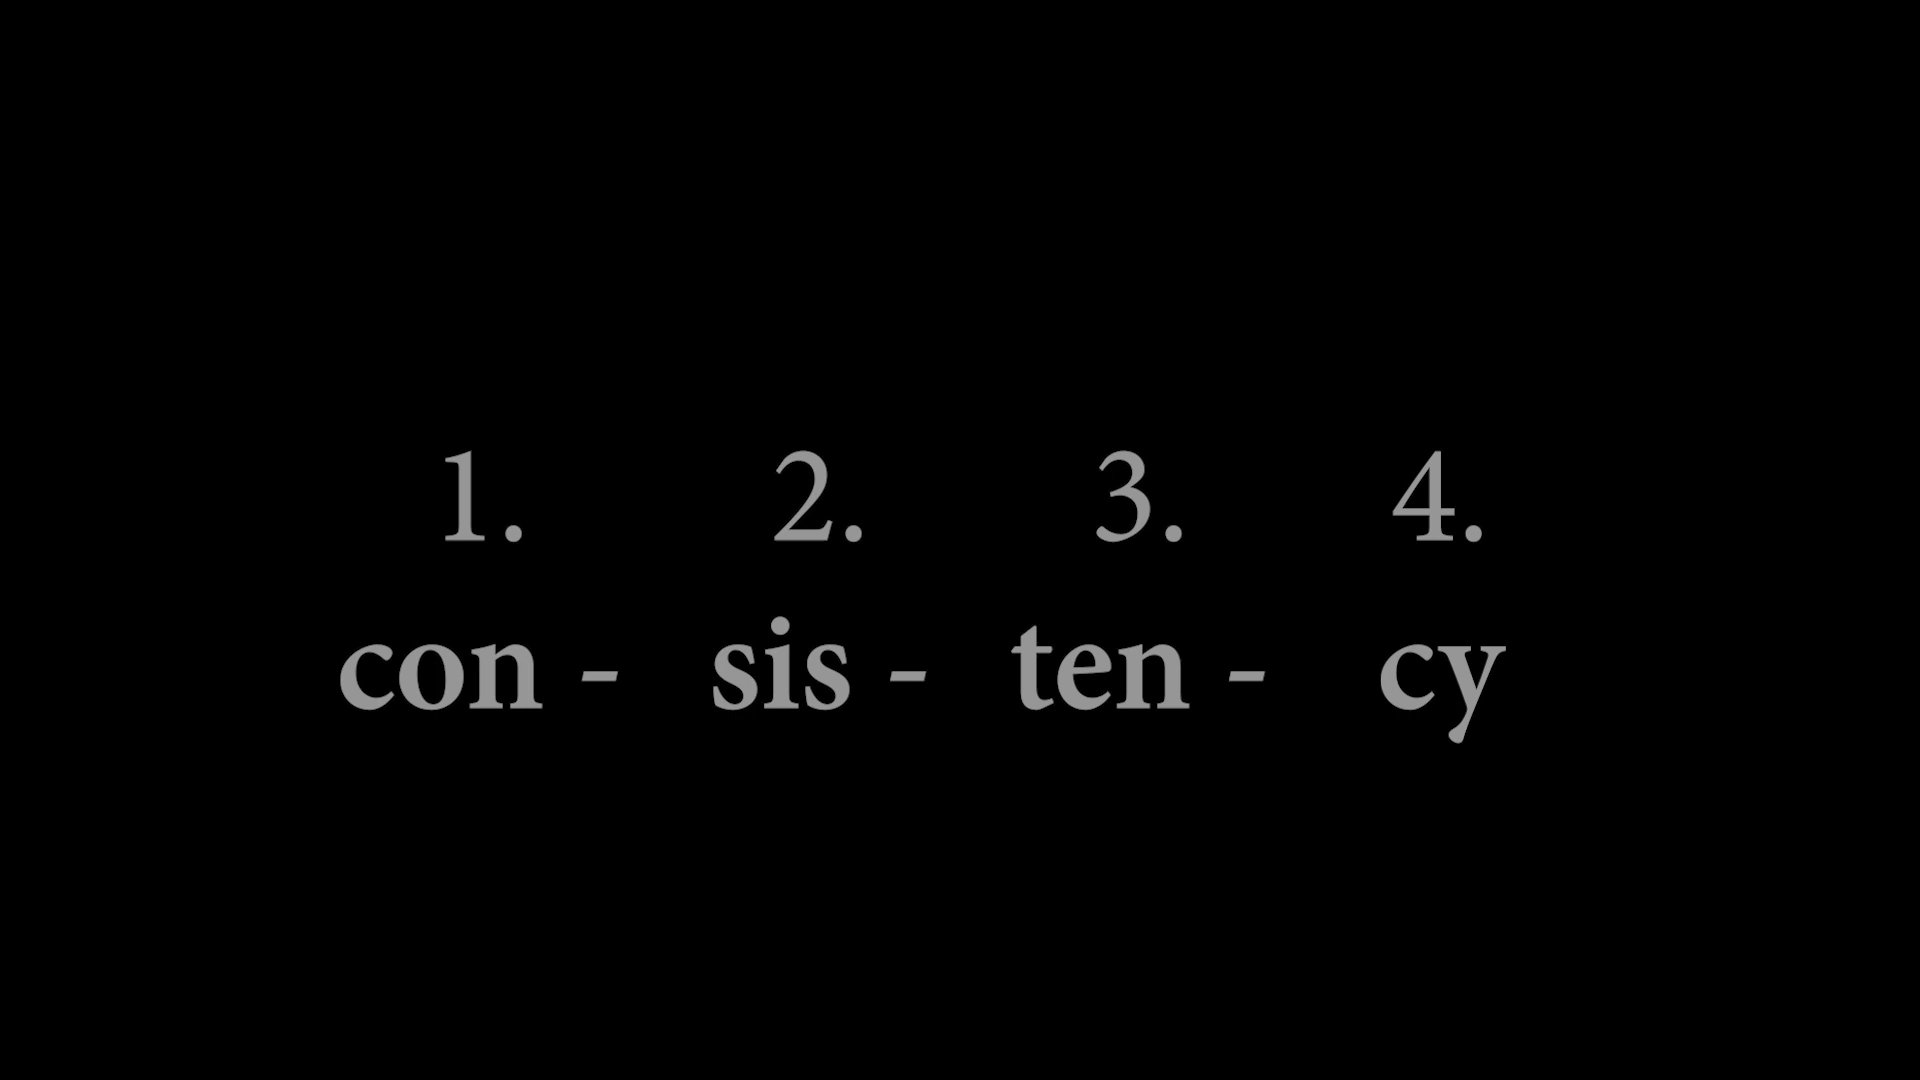 1. 2. 3. 4.
con - sis - ten - cy